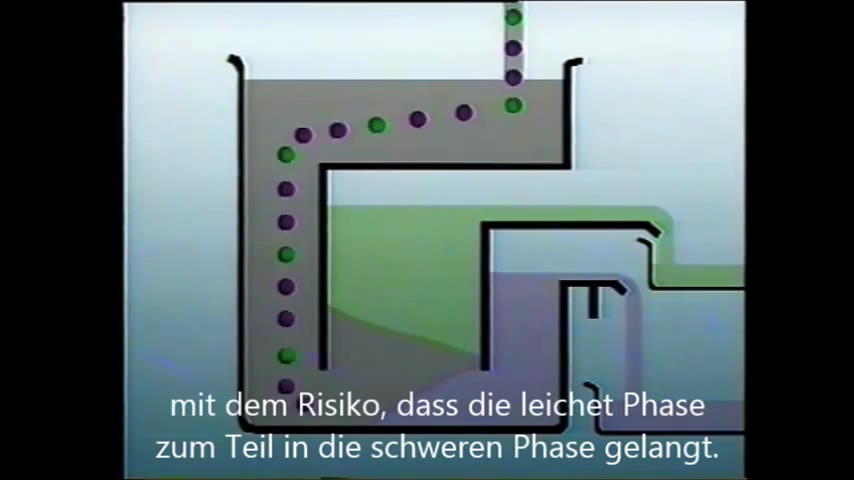 mit dem Risiko, dass die leichet Phase
zum Teil in die schweren Phase gelangt.